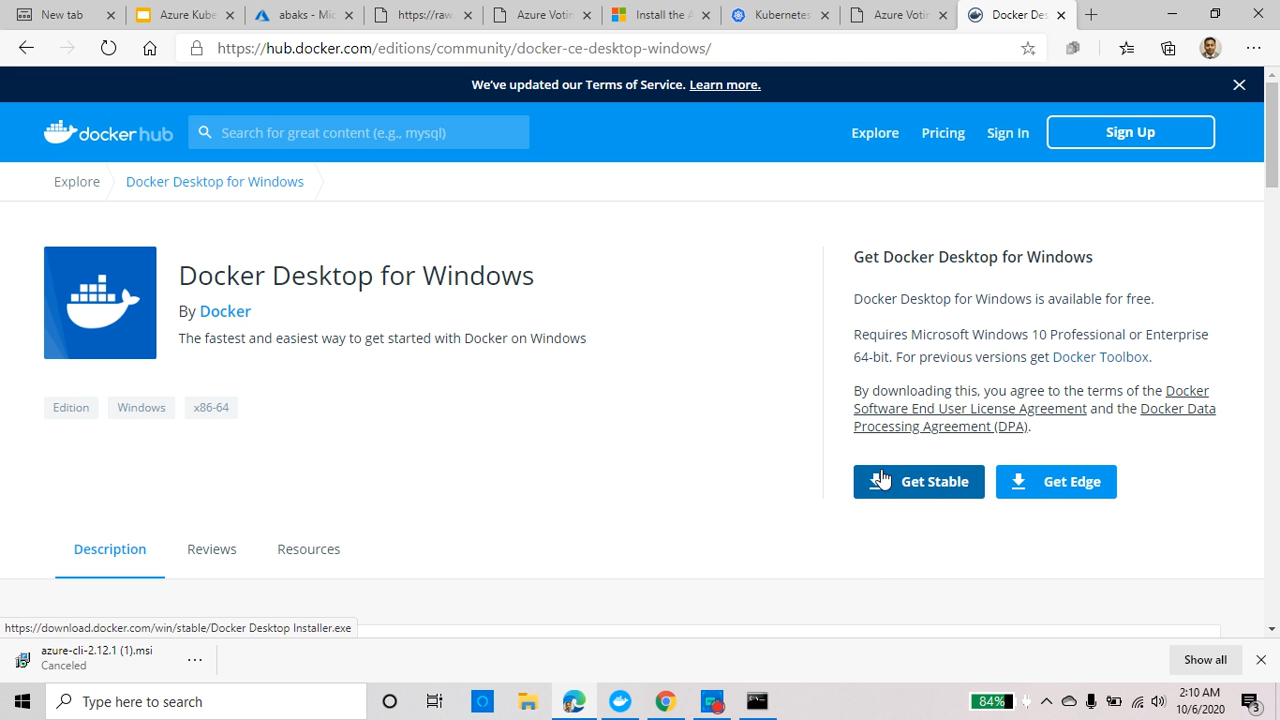 New tab
Azure Kub
abaks - Mic
https://raw.
Azure Votin
Install the A
Kubernetes
Azure Votin
Docker Des
https://hub.docker.com/editions/community/docker-ce-desktop-windows/
We've updated our Terms of Service. Learn more.
docker hub
Search for great content (e.g., mysql)
Explore
Pricing
Sign In
Sign Up
Explore
Docker Desktop for Windows
Docker Desktop for Windows
By Docker
The fastest and easiest way to get started with Docker on Windows
Edition
Windows
x86-64
Get Docker Desktop for Windows
Docker Desktop for Windows is available for free.
Requires Microsoft Windows 10 Professional or Enterprise
64-bit. For previous versions get Docker Toolbox.
By downloading this, you agree to the terms of the Docker
Software End User License Agreement and the Docker Data
Processing Agreement (DPA).
Get Stable
Get Edge
Description
Reviews
Resources
https://download.docker.com/win/stable/Docker Desktop Installer.exe
azure-cli-2.12.1 (1).msi
Canceled
Show all
Type here to search
84%
2:10 AM
10/6/2020
3